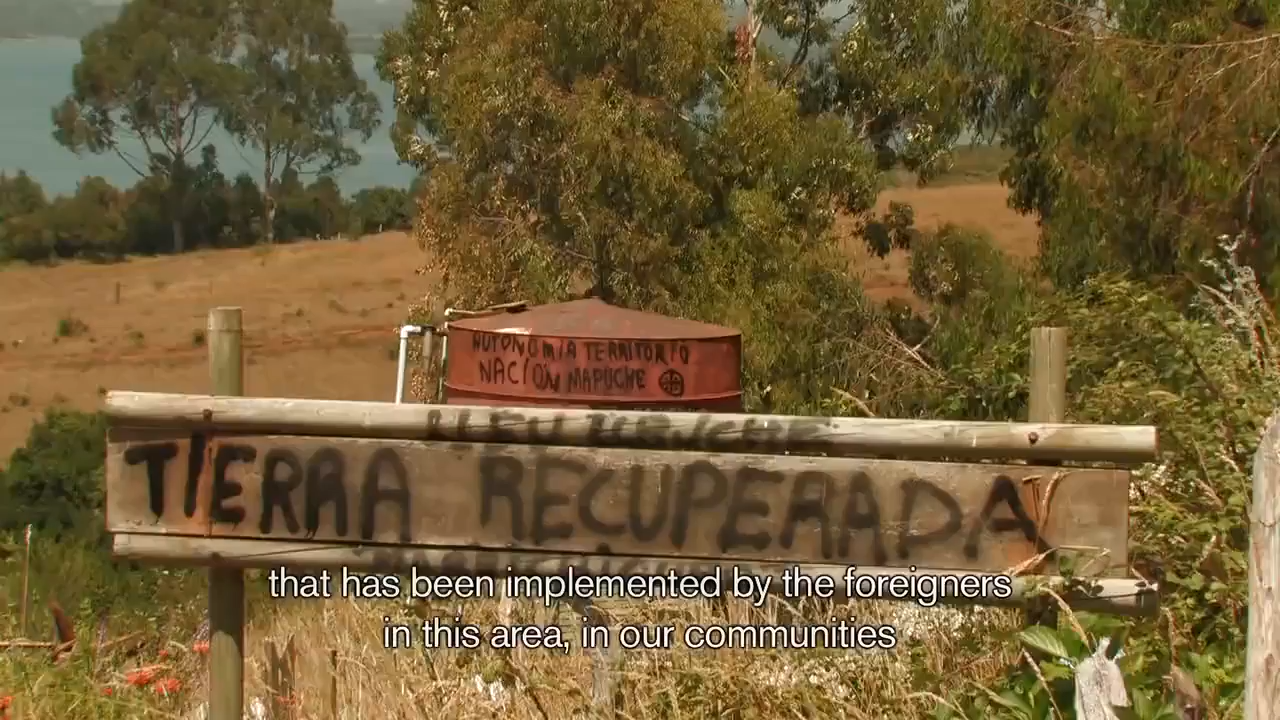 AUTONOMIA TERRITORIO
NACIÓN MAPUCHE
TIERRA RECUPERADA
that has been implemented by the foreigners
in this area, in our communities